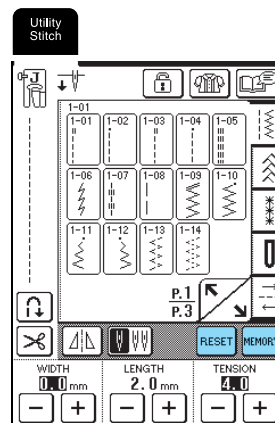 Utility
Stitch
J
1-01
1-01 1-02 1-03 1-04 1-05
1-06 1-07 1-08 1-09 1-10
1-11 1-12 1-13 1-14
P.1
P.3
RESET MEMORY
WIDTH LENGTH TENSION
0.0 mm 2.0 mm 4.0
− + − + − +